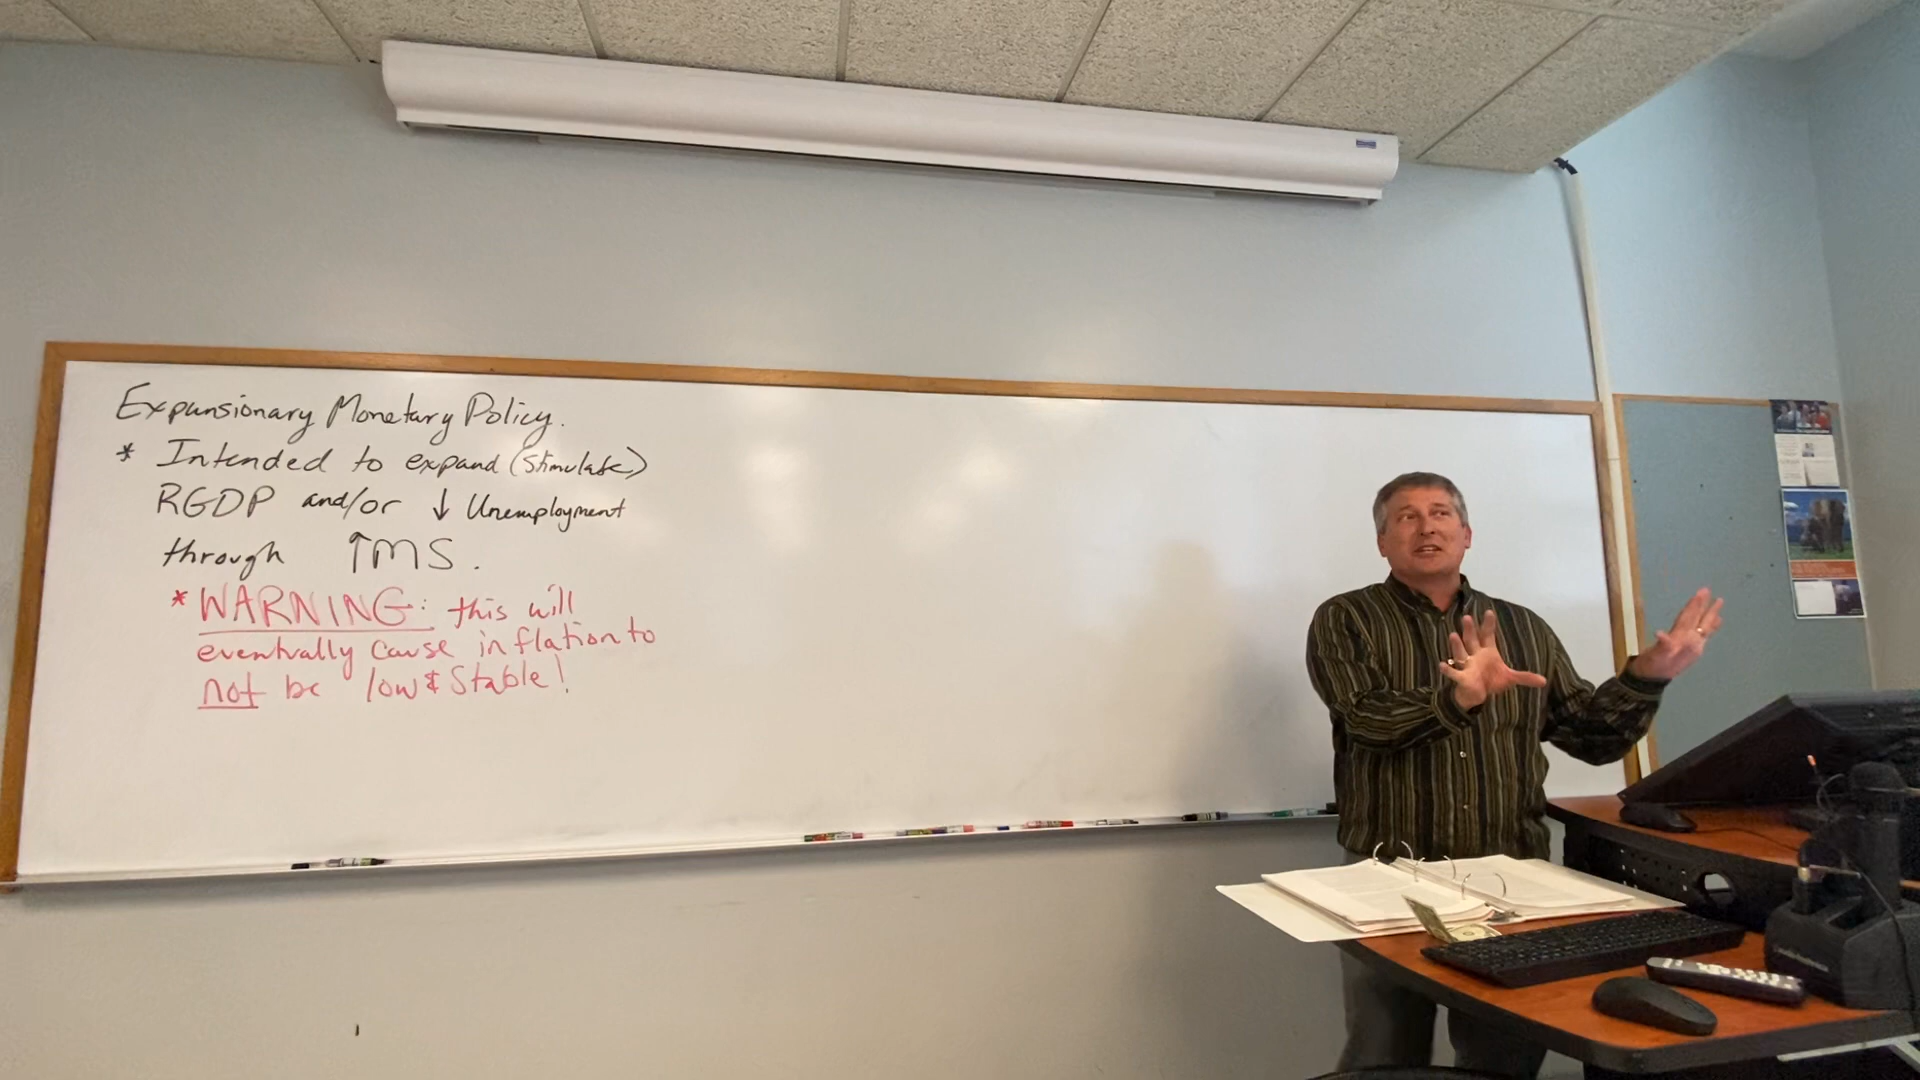 Expansionary Monetary Policy.
* Intended to expand (stimulate)
RGDP and/or ↓ Unemployment
through ↑MS.
* WARNING: this will
eventually cause inflation to
not be low & Stable!